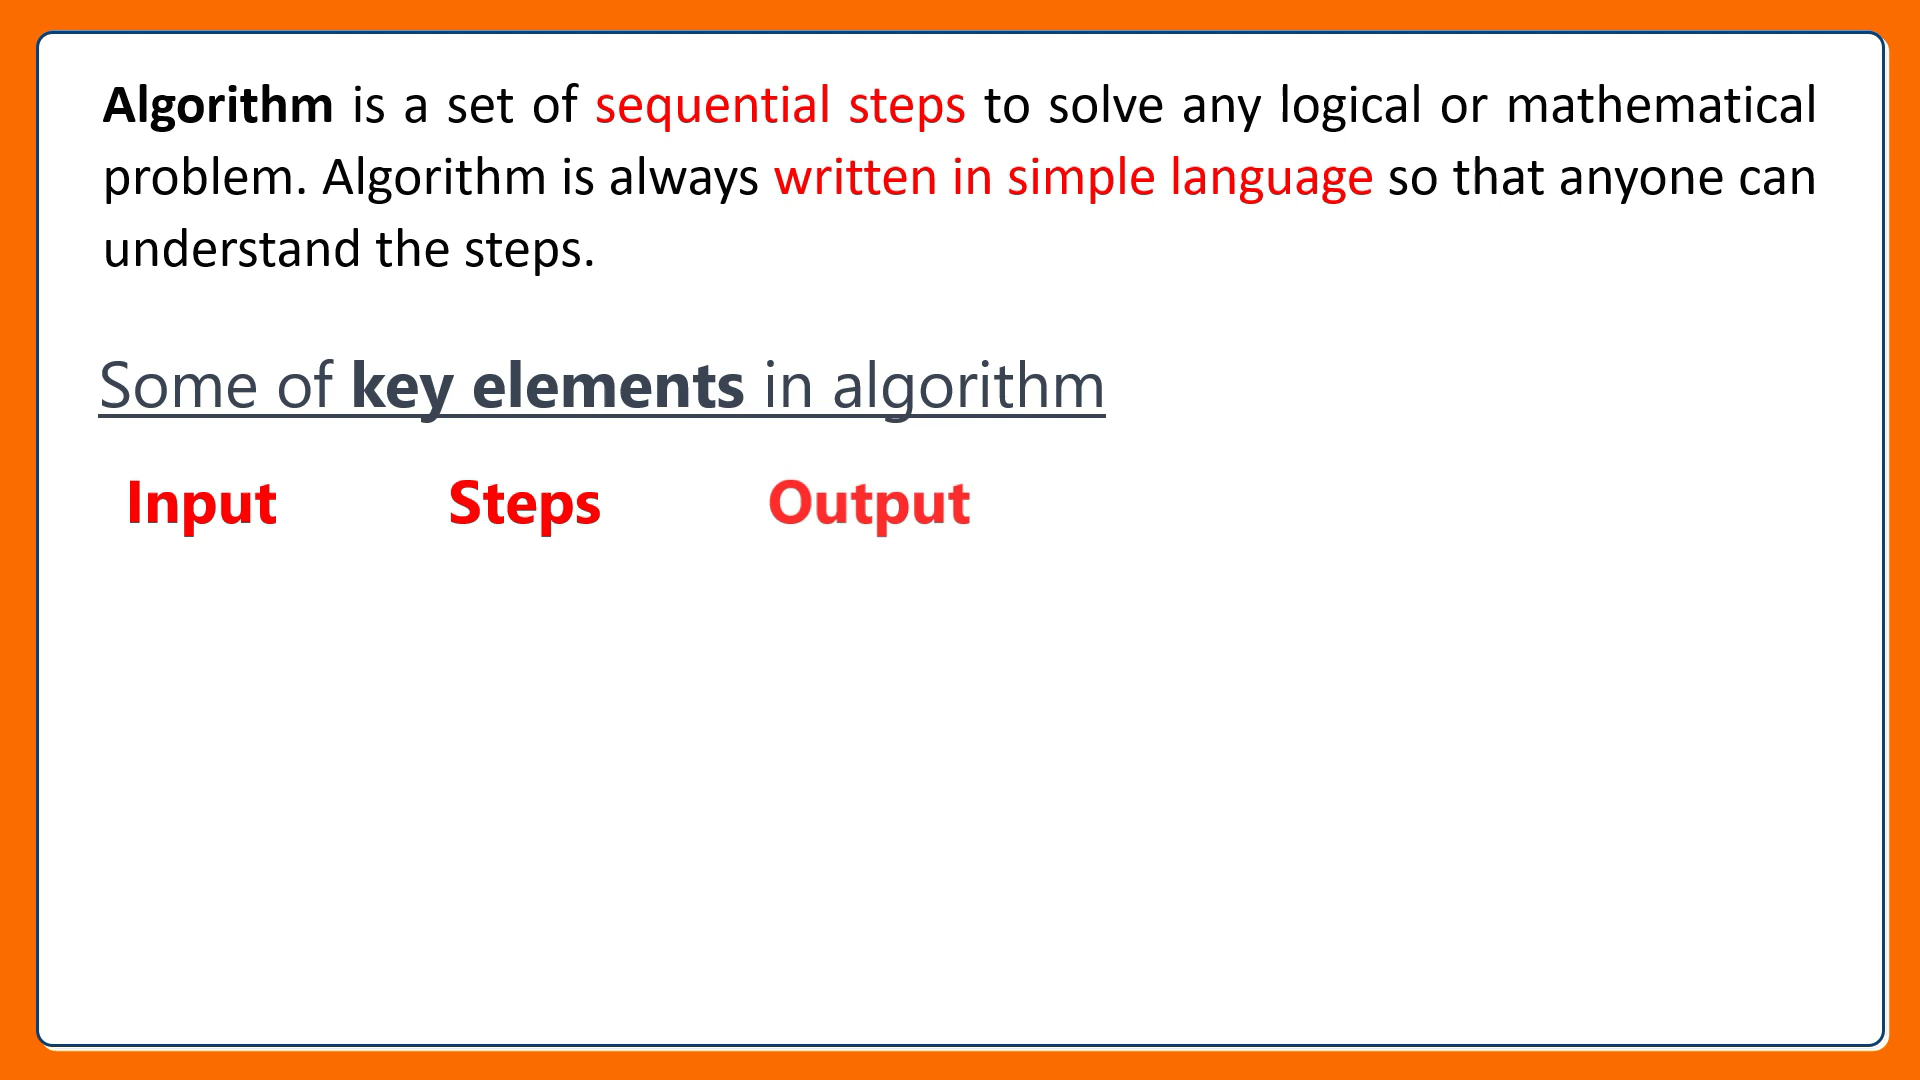 Algorithm is a set of sequential steps to solve any logical or mathematical
problem. Algorithm is always written in simple language so that anyone can
understand the steps.
Some of key elements in algorithm
Input Steps Output